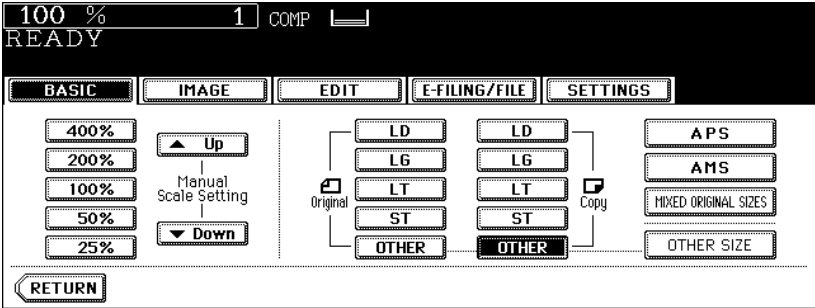 100 % 1 COMP
READY
BASIC IMAGE EDIT E-FILING/FILE SETTINGS
400%
200%
100%
50%
25%
Up
Manual
Scale Setting
Down
Original
LD
LG
LT
ST
OTHER
LD
LG
LT
ST
OTHER
Copy
APS
AMS
MIXED ORIGINAL SIZES
OTHER SIZE
RETURN